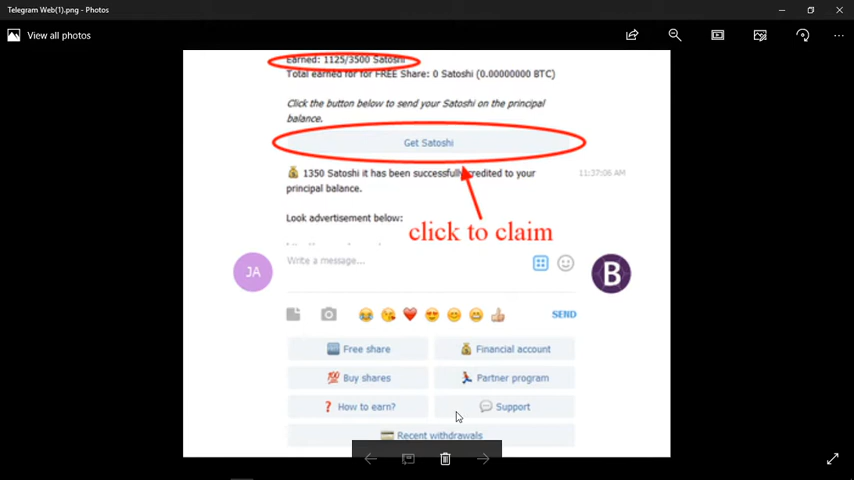 Telegram Web(1).png - Photos
View all photos
Earned: 1125/3500 Satoshi
Total earned for for FREE Share: 0 Satoshi (0.00000000 BTC)
Click the button below to send your Satoshi on the principal
balance.
Get Satoshi
1350 Satoshi it has been successfully credited to your
principal balance.
11:37:06 AM
Look advertisement below:
click to claim
Write a message...
JA
B
SEND
Free share
Financial account
Buy shares
Partner program
How to earn?
Support
Recent withdrawals